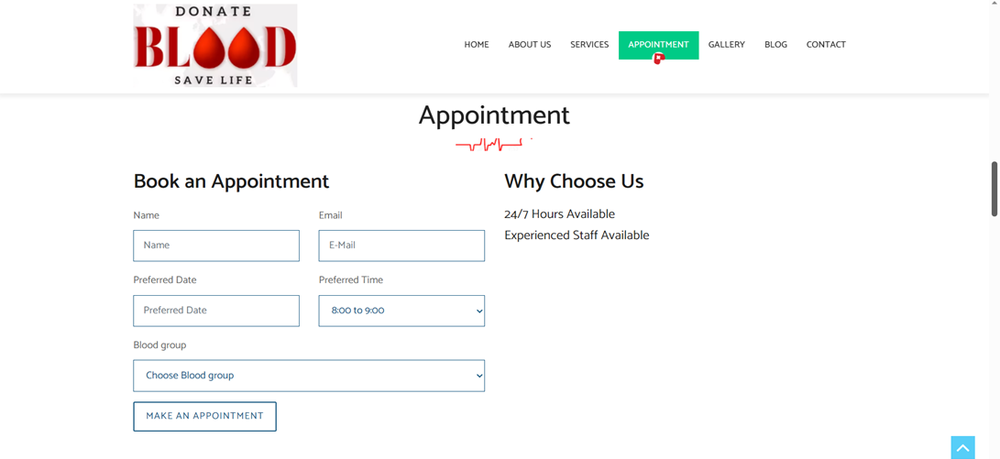 DONATE
BLOOD
SAVE LIFE
HOME ABOUT US SERVICES APPOINTMENT GALLERY BLOG CONTACT
Appointment
Book an Appointment
Name Email
Name E-Mail
Preferred Date Preferred Time
Preferred Date 8:00 to 9:00
Blood group
Choose Blood group
MAKE AN APPOINTMENT
Why Choose Us
24/7 Hours Available
Experienced Staff Available